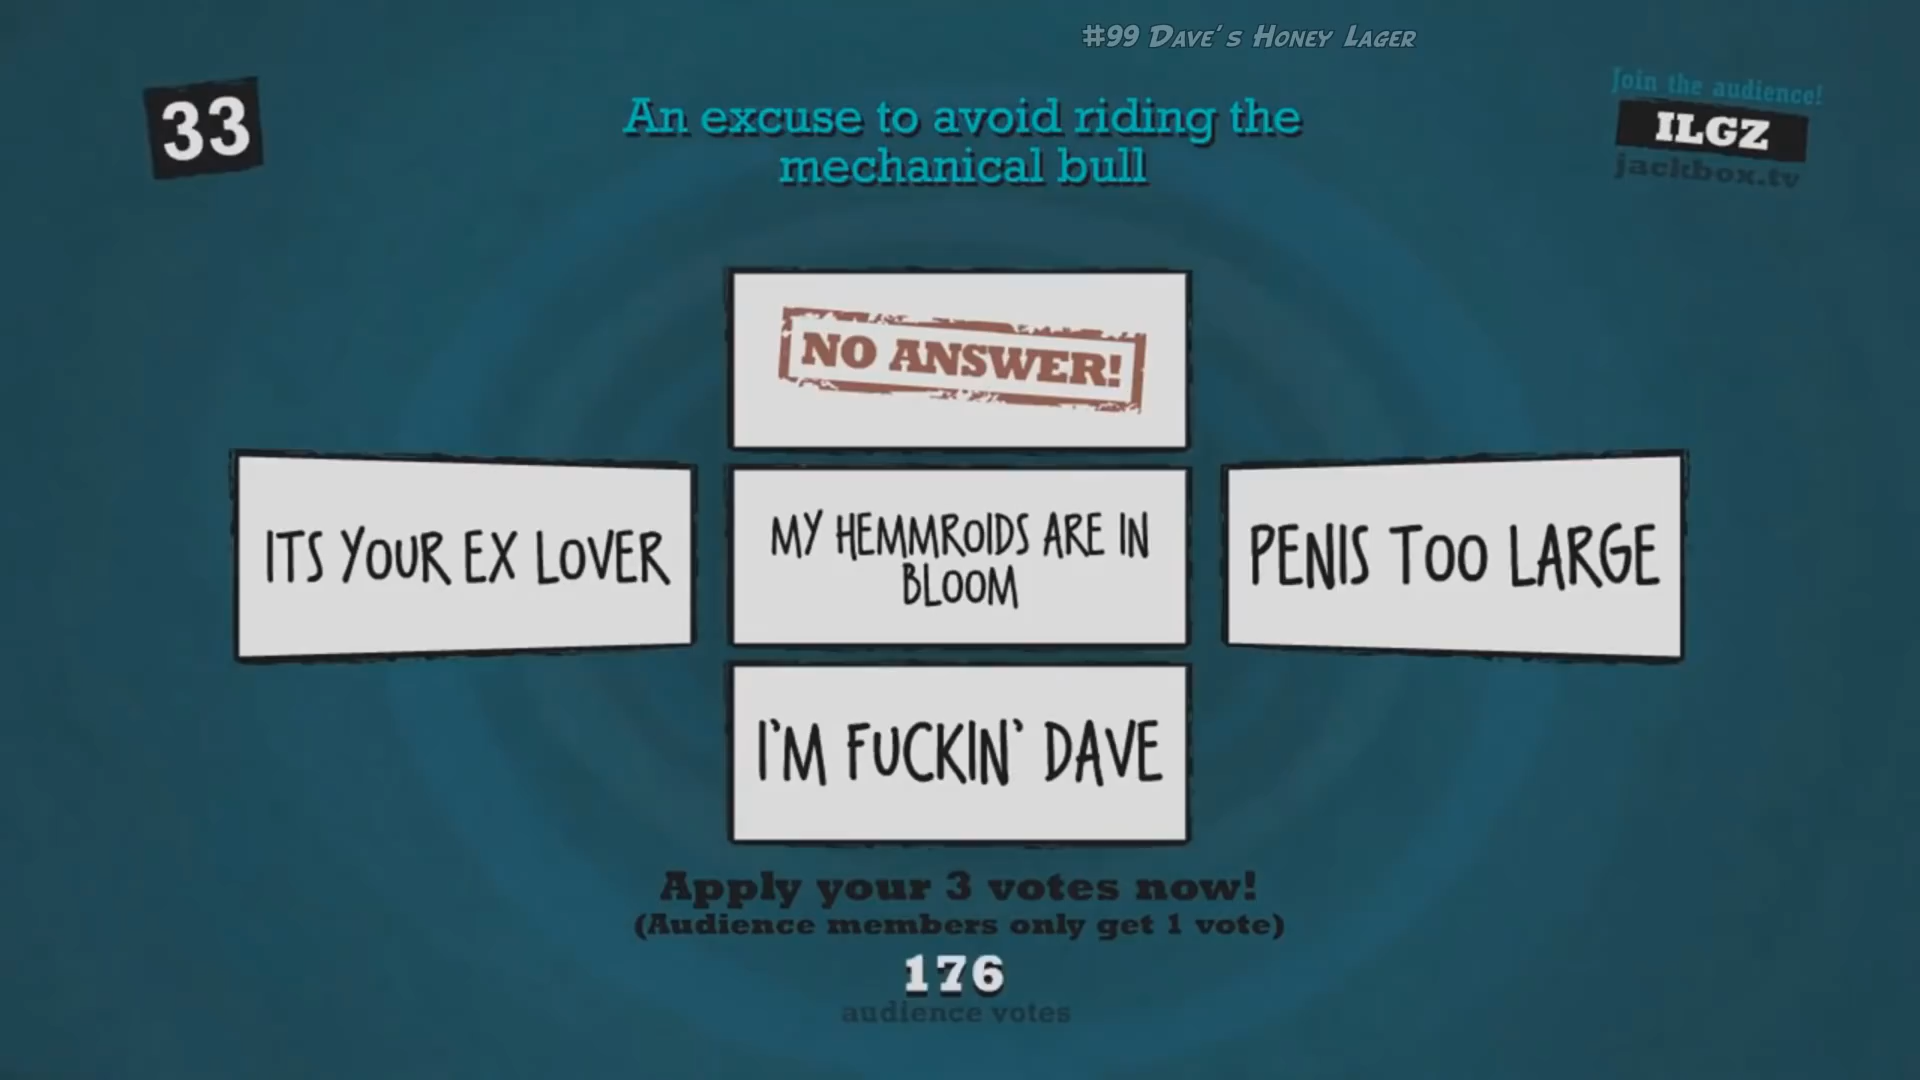 #99 Dave's Honey Lager
33
An excuse to avoid riding the
mechanical bull
Join the audience!
ILGZ
jackbox.tv
NO ANSWER!
ITS YOUR EX LOVER
MY HEMMROIDS ARE IN
BLOOM
PENIS TOO LARGE
I'M FUCKIN' DAVE
Apply your 3 votes now!
(Audience members only get 1 vote)
176
audience votes